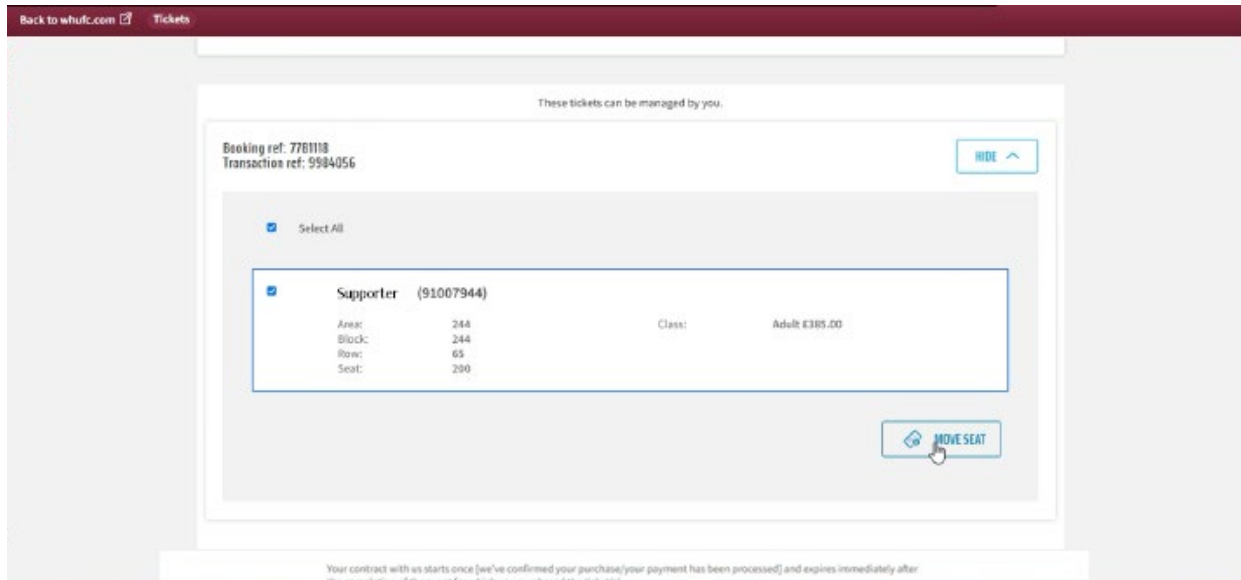 Back to whufc.com Tickets
These tickets can be managed by you.
Booking ref: 7781118
Transaction ref: 9984056
HIDE
Select All
Supporter (91007944)
Area: 244 Class: Adult £385.00
Block: 244
Row: 65
Seat: 200
MOVE SEAT
Your contract with us starts once [we've confirmed your purchase/your payment has been processed] and expires immediately after